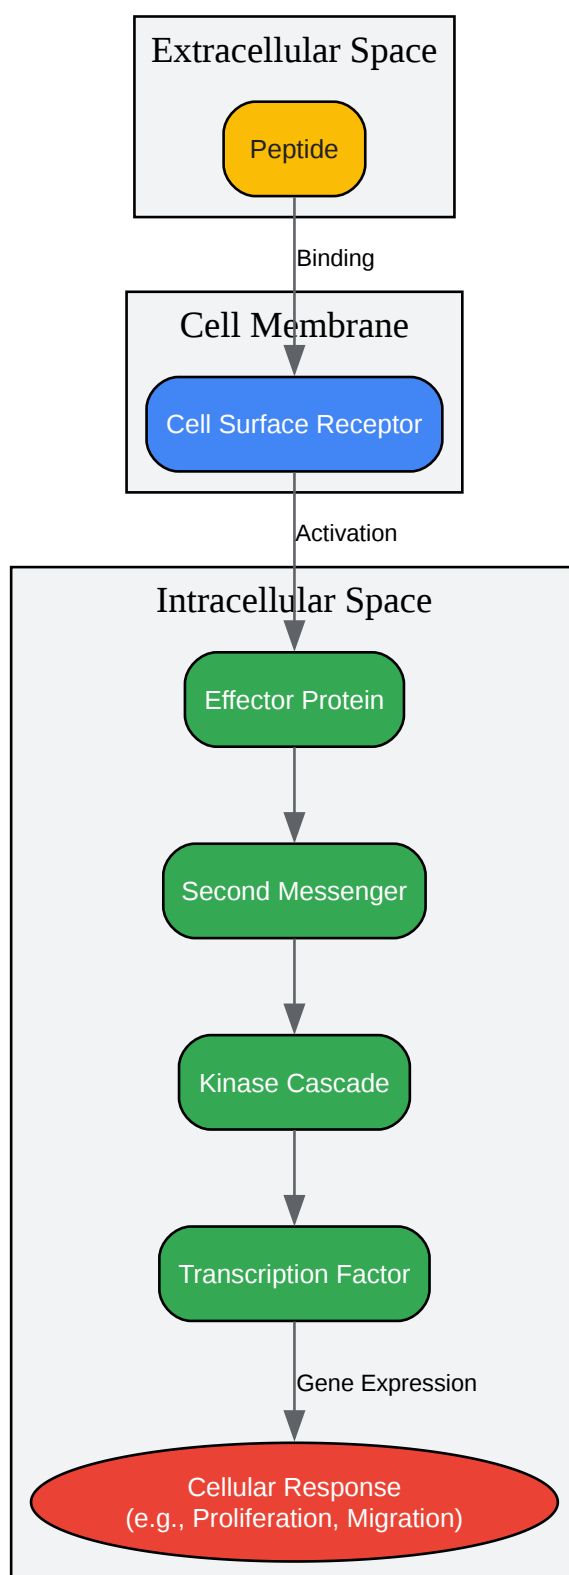 Extracellular Space
Peptide
Binding
Cell Membrane
Cell Surface Receptor
Activation
Intracellular Space
Effector Protein
Second Messenger
Kinase Cascade
Transcription Factor
Gene Expression
Cellular Response
(e.g., Proliferation, Migration)